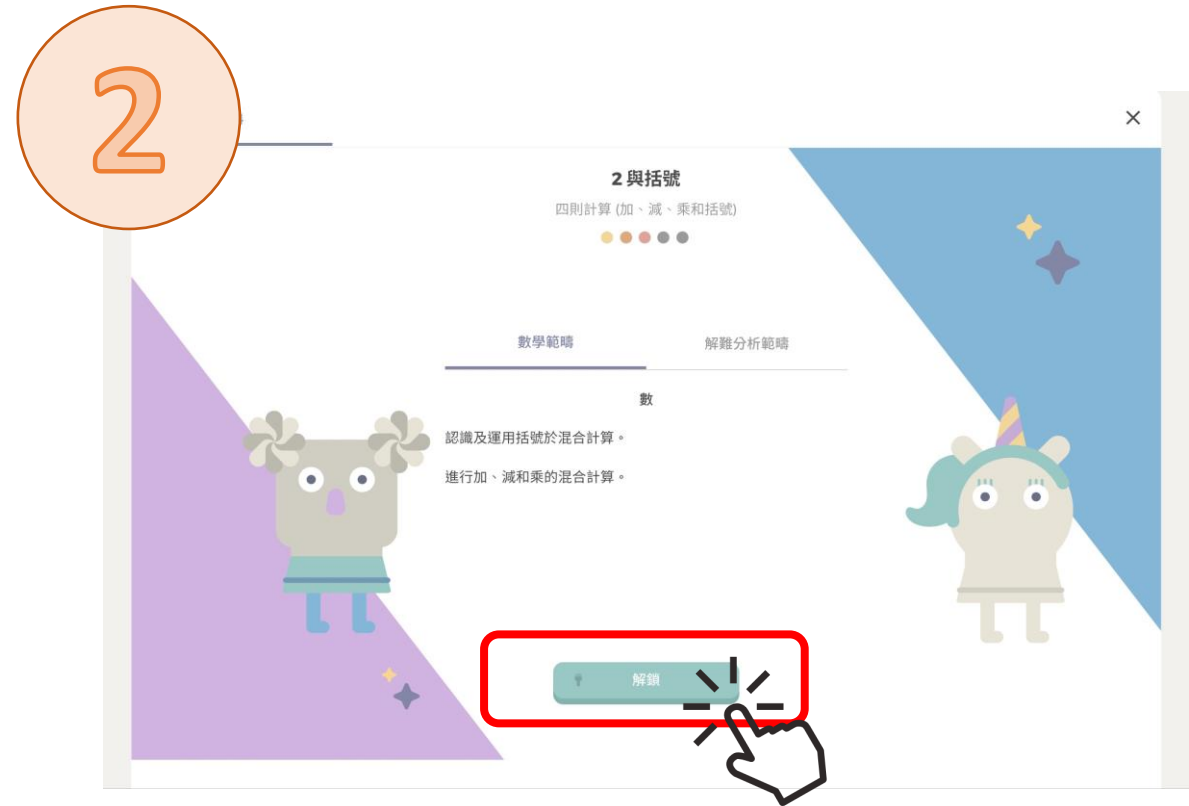 2
2 與括號
四則計算 (加、減、乘和括號)
數學範疇
解難分析範疇
數
認識及運用括號於混合計算。
進行加、減和乘的混合計算。
解鎖